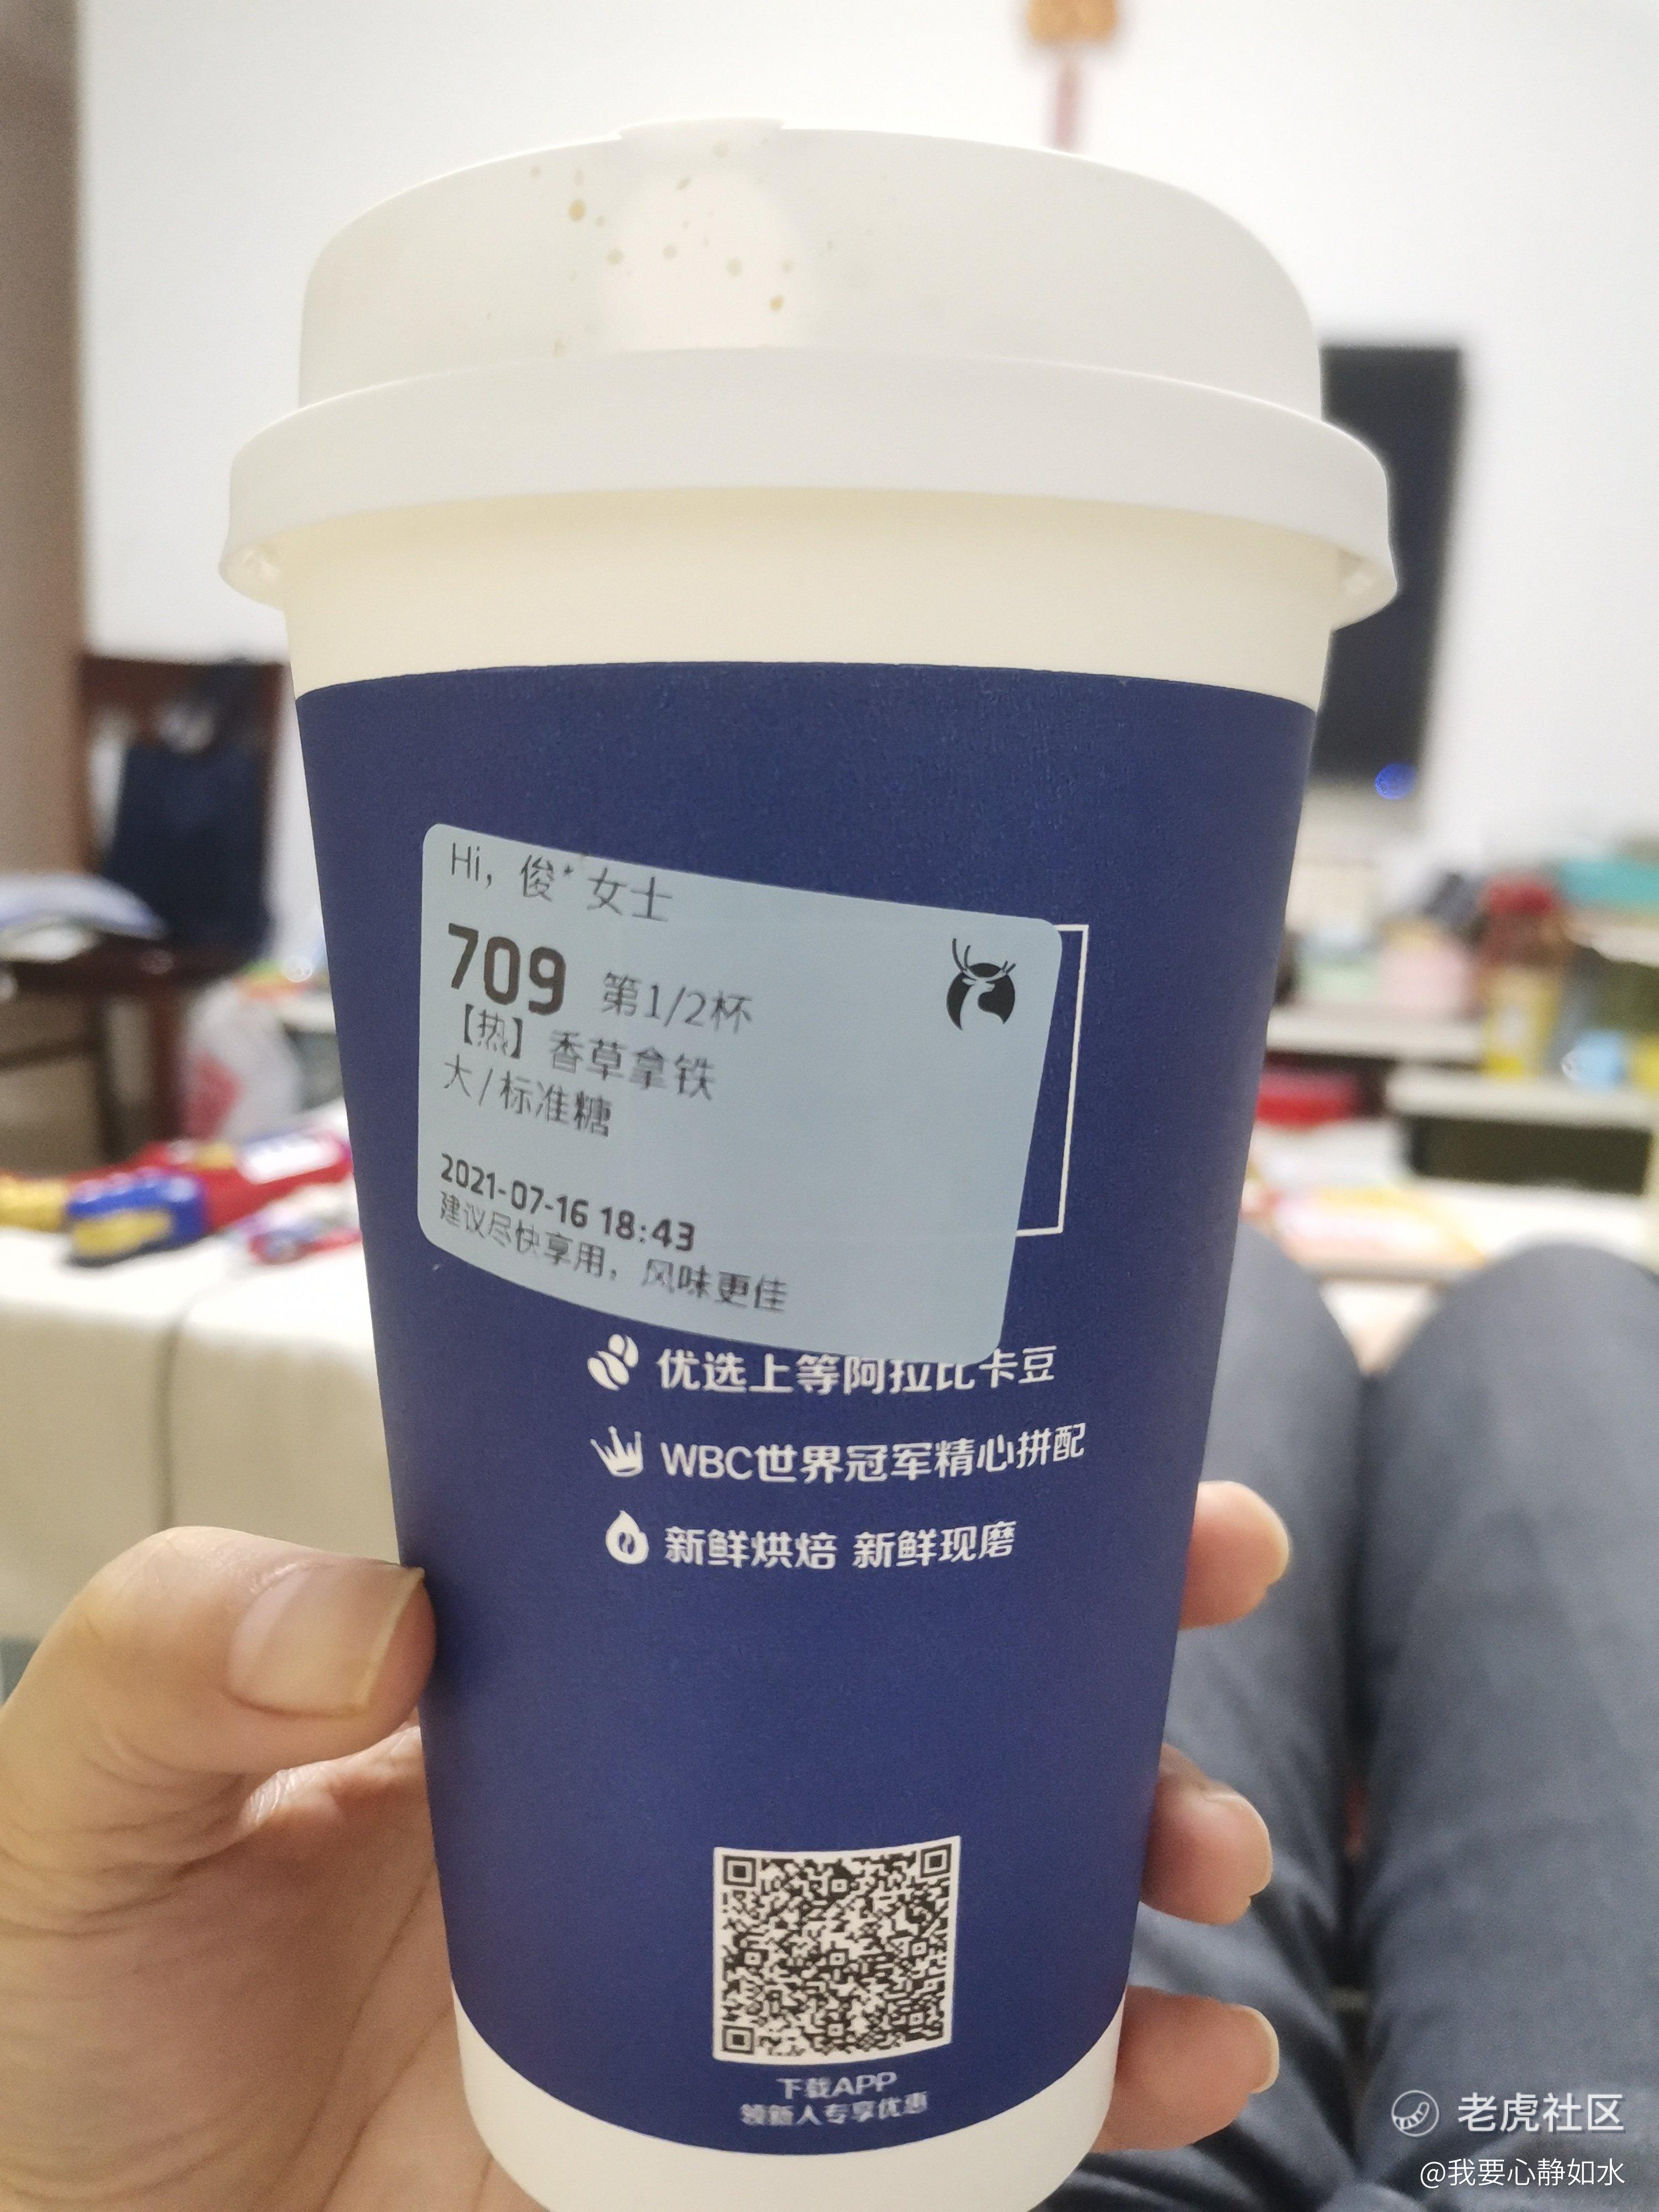 Hi, 俊* 女士
709 第1/2杯
【热】香草拿铁
大/标准糖
2021-07-16 18:43
建议尽快享用，风味更佳
优选上等阿拉比卡豆
WBC世界冠军精心拼配
新鲜烘焙 新鲜现磨
下载APP
领新人专享优惠
老虎社区
@我要心静如水